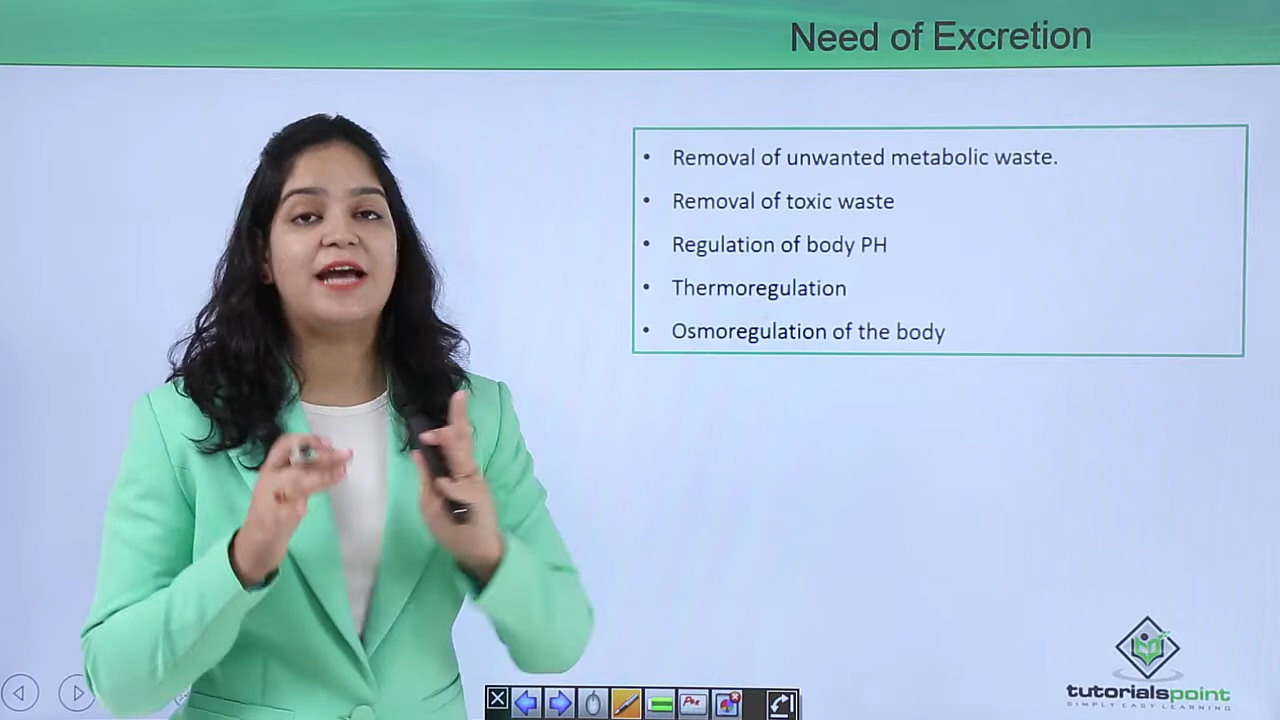 Need of Excretion
• Removal of unwanted metabolic waste.
• Removal of toxic waste
• Regulation of body PH
• Thermoregulation
• Osmoregulation of the body
Pen
tutorialspoint
SIMPLY EASY LEARNING